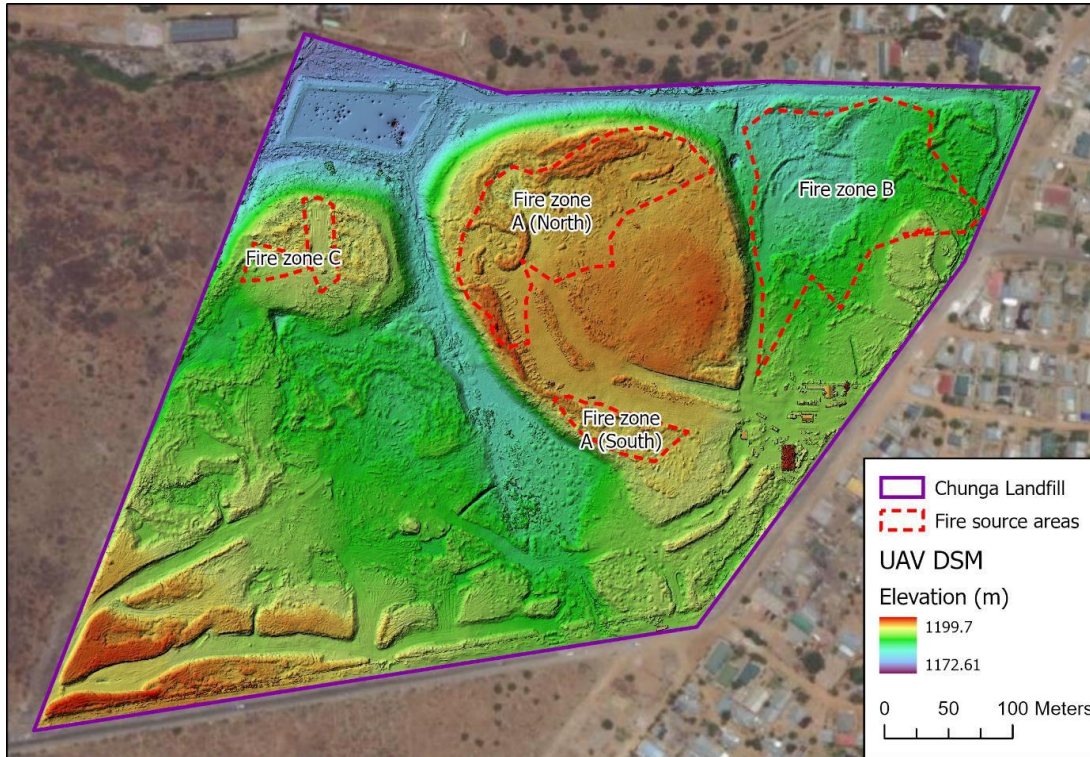 Fire zone
A (North)
Fire zone B
Fire zone C
Fire zone
A (South)
Chunga Landfill
Fire source areas
UAV DSM
Elevation (m)
1199.7
1172.61
0 50 100 Meters